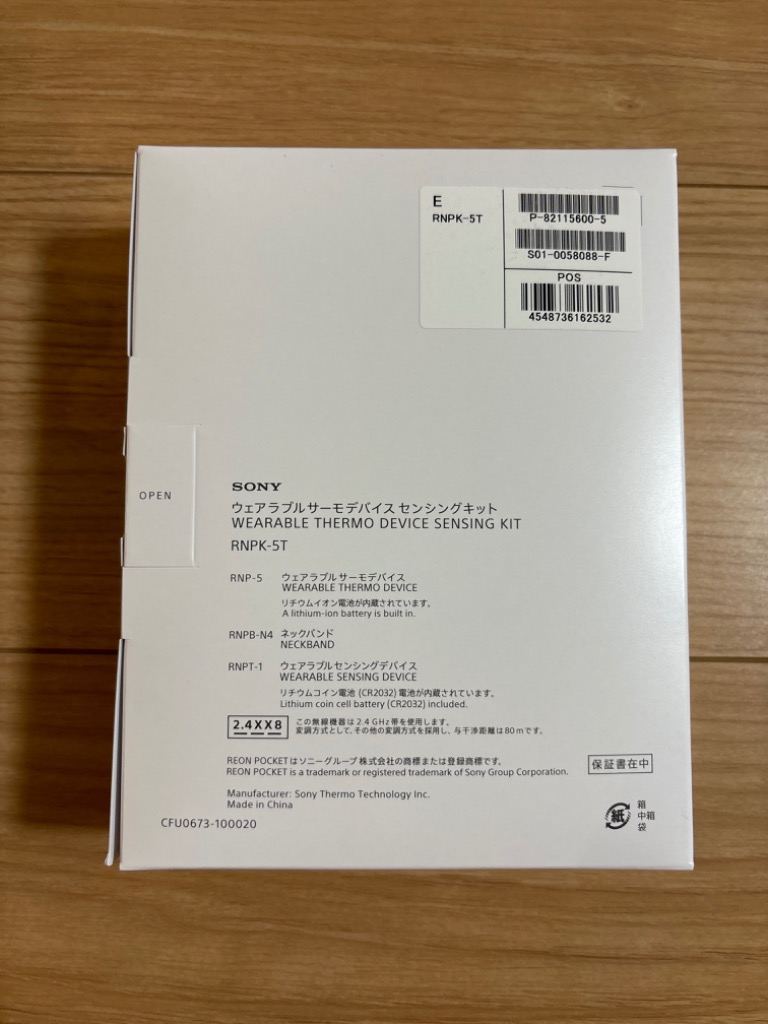 E
RNPK-5T
P-82115600-5
S01-0058088-F
POS
4548736162532
OPEN
SONY
ウェアラブルサーモデバイス センシングキット
WEARABLE THERMO DEVICE SENSING KIT
RNPK-5T
RNP-5 ウェアラブルサーモデバイス
WEARABLE THERMO DEVICE
リチウムイオン電池が内蔵されています。
A lithium-ion battery is built in.
RNPB-N4 ネックバンド
NECKBAND
RNPT-1 ウェアラブルセンシングデバイス
WEARABLE SENSING DEVICE
リチウムコイン電池 (CR2032) 電池が内蔵されています。
Lithium coin cell battery (CR2032) included.
2.4XX8
この無線機器は2.4 GHz帯を使用します。
変調方式として、その他の変調方式を採用し、与干渉距離は80 mです。
REON POCKETはソニーグループ株式会社の商標または登録商標です。
REON POCKET is a trademark or registered trademark of Sony Group Corporation.
保証書在中
Manufacturer: Sony Thermo Technology Inc.
Made in China
CFU0673-100020
紙
箱
中箱
袋